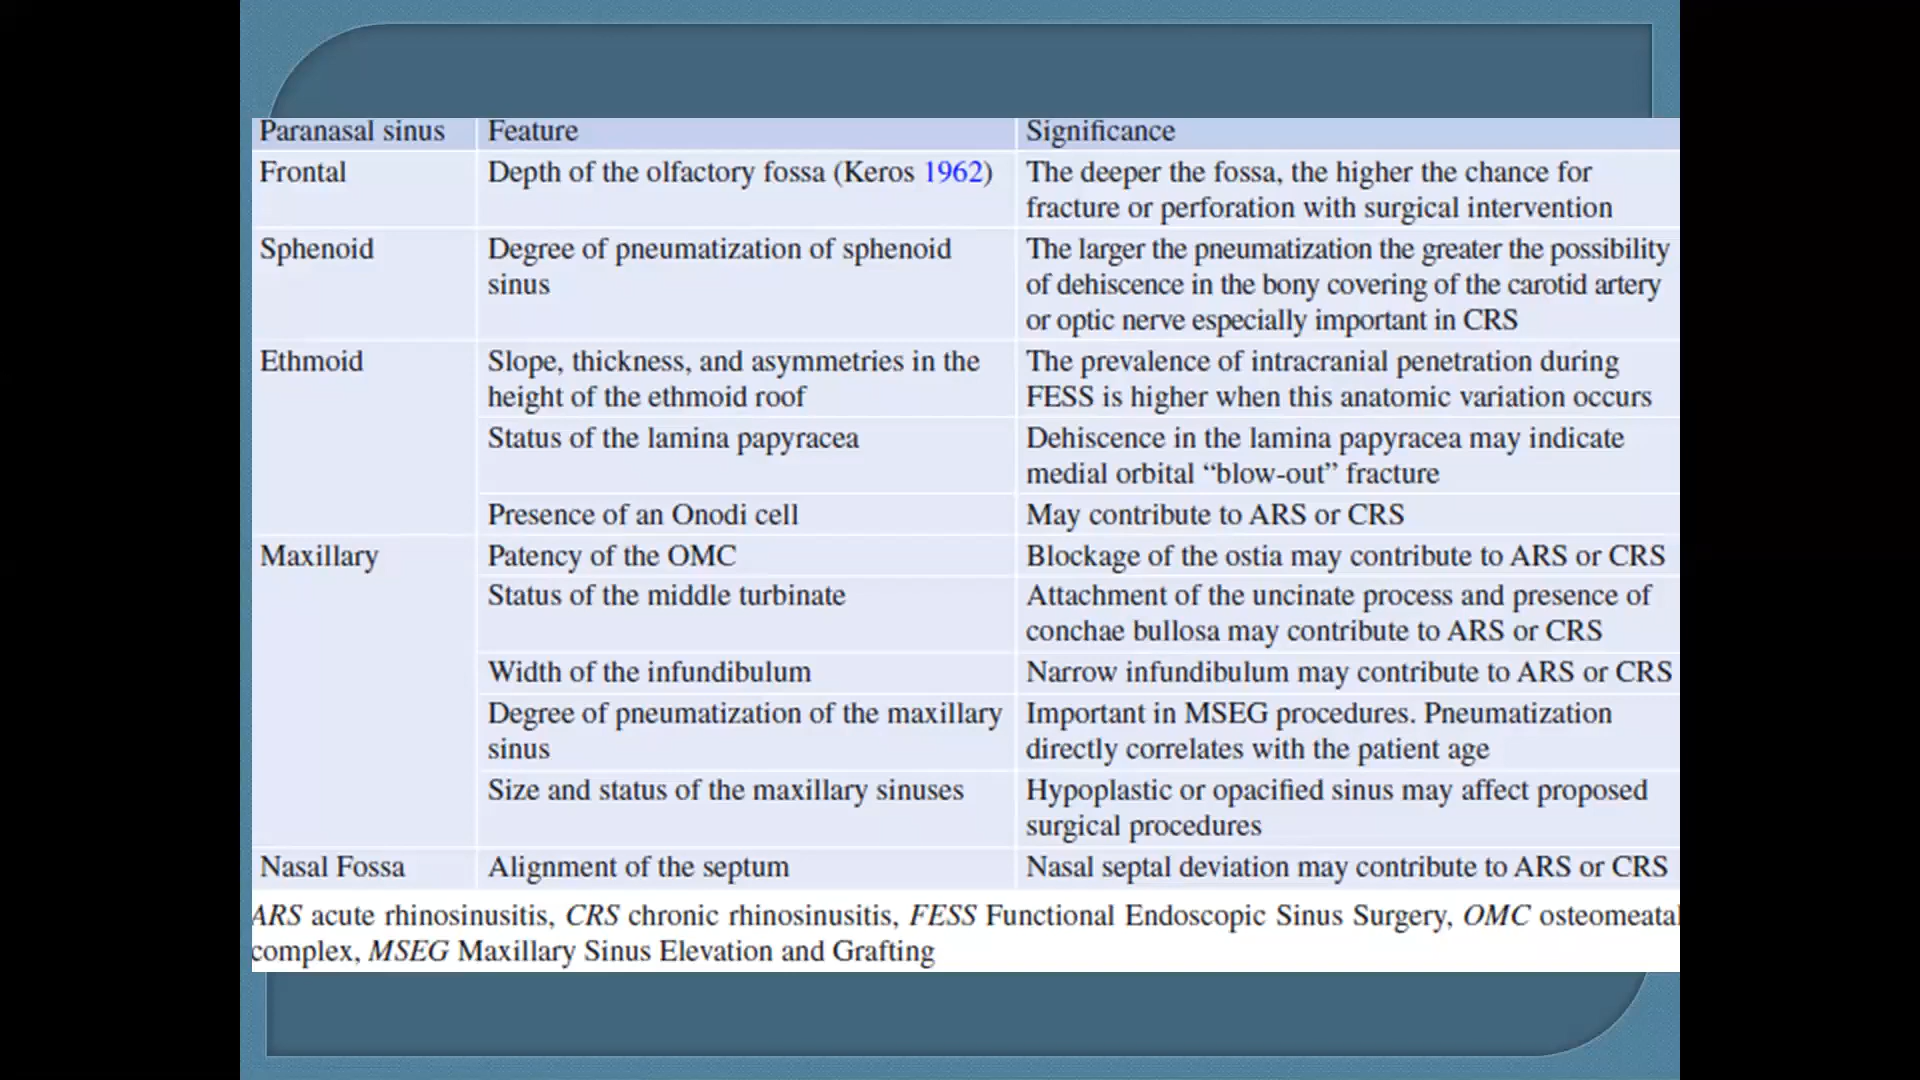 Paranasal sinus Feature Significance
Frontal Depth of the olfactory fossa (Keros 1962) The deeper the fossa, the higher the chance for
fracture or perforation with surgical intervention
Sphenoid Degree of pneumatization of sphenoid The larger the pneumatization the greater the possibility
sinus of dehiscence in the bony covering of the carotid artery
or optic nerve especially important in CRS
Ethmoid Slope, thickness, and asymmetries in the The prevalence of intracranial penetration during
height of the ethmoid roof FESS is higher when this anatomic variation occurs
Status of the lamina papyracea Dehiscence in the lamina papyracea may indicate
medial orbital “blow-out” fracture
Presence of an Onodi cell May contribute to ARS or CRS
Maxillary Patency of the OMC Blockage of the ostia may contribute to ARS or CRS
Status of the middle turbinate Attachment of the uncinate process and presence of
conchae bullosa may contribute to ARS or CRS
Width of the infundibulum Narrow infundibulum may contribute to ARS or CRS
Degree of pneumatization of the maxillary Important in MSEG procedures. Pneumatization
sinus directly correlates with the patient age
Size and status of the maxillary sinuses Hypoplastic or opacified sinus may affect proposed
surgical procedures
Nasal Fossa Alignment of the septum Nasal septal deviation may contribute to ARS or CRS
ARS acute rhinosinusitis, CRS chronic rhinosinusitis, FESS Functional Endoscopic Sinus Surgery, OMC osteomeatal
complex, MSEG Maxillary Sinus Elevation and Grafting